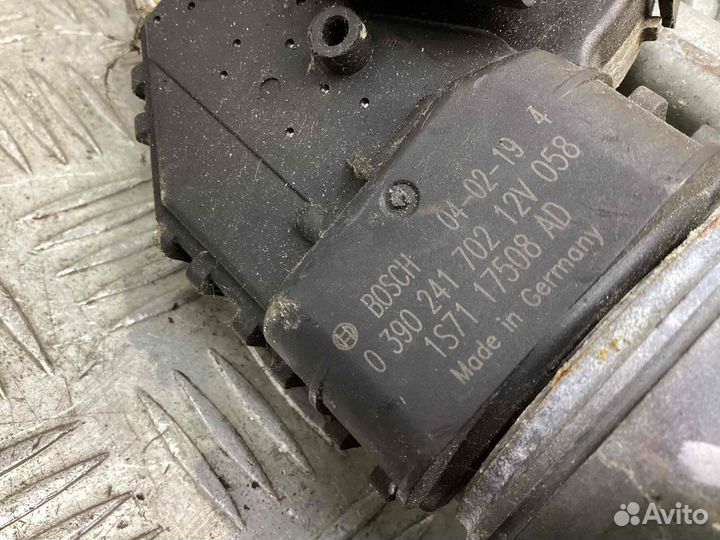 BOSCH 04-02-19 4
0 390 241 702 12V 058
1S71 17508 AD
Made in Germany
Avito